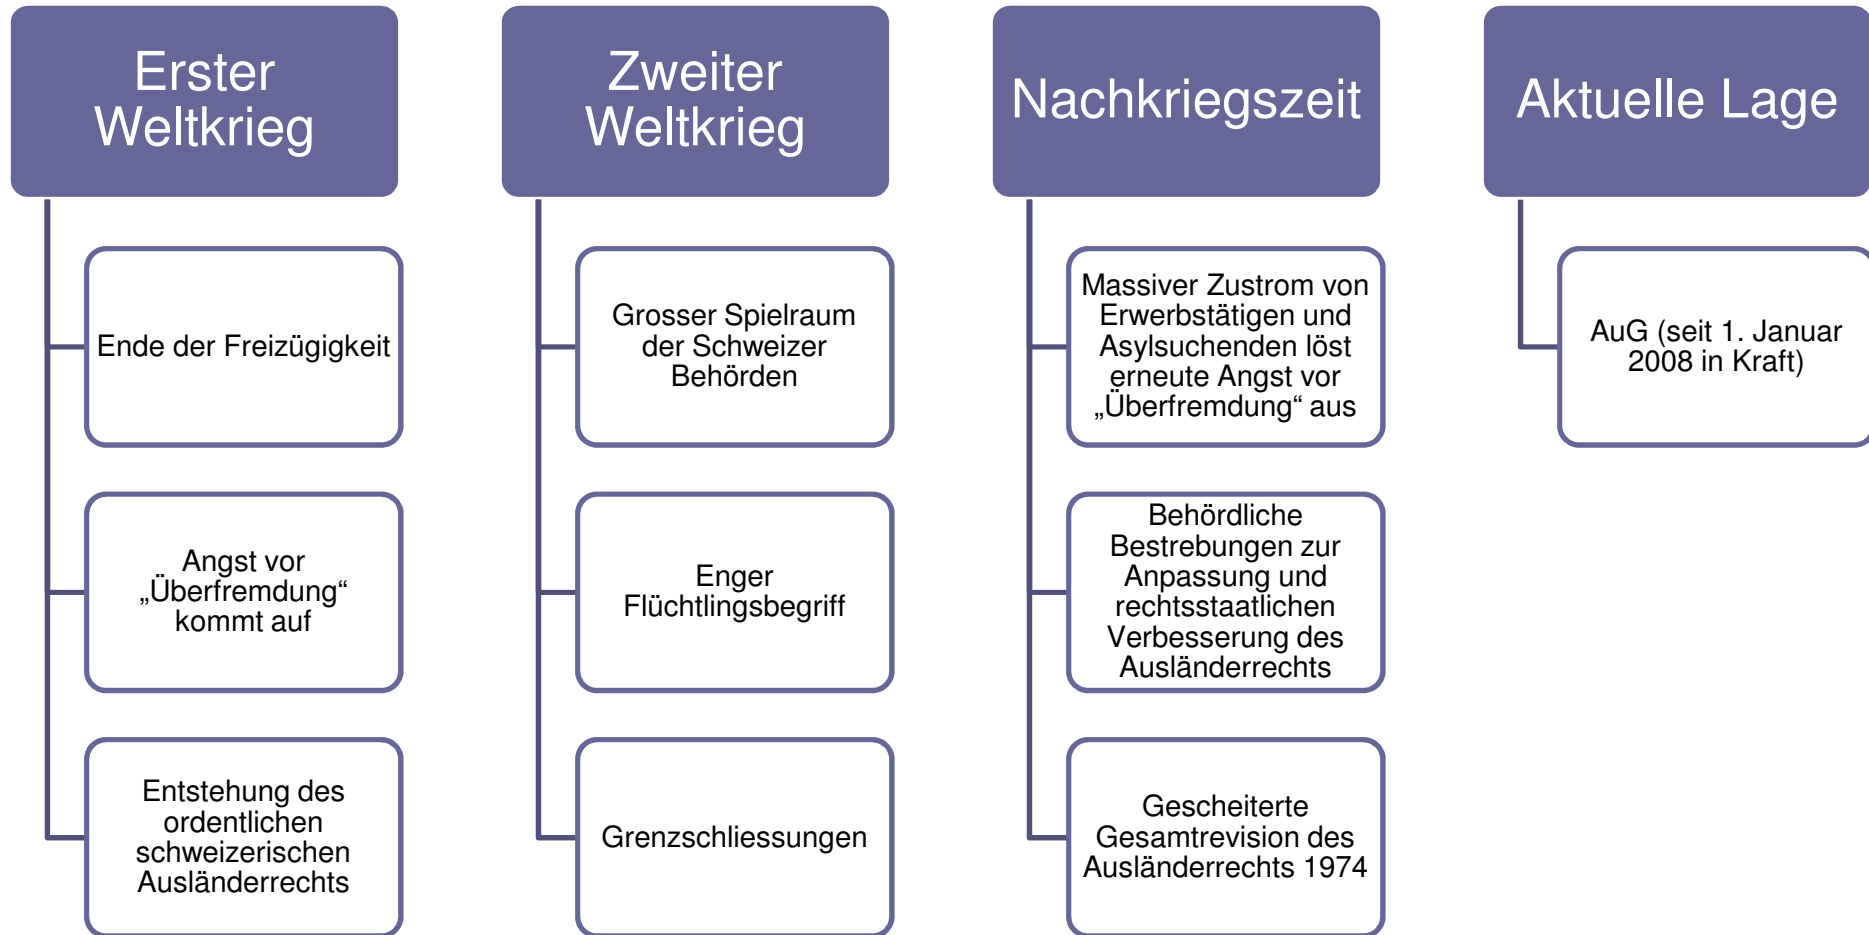 Erster
Weltkrieg
Ende der Freizügigkeit
Angst vor
„Überfremdung“
kommt auf
Entstehung des
ordentlichen
schweizerischen
Ausländerrechts
Zweiter
Weltkrieg
Grosser Spielraum
der Schweizer
Behörden
Enger
Flüchtlingsbegriff
Grenzschliessungen
Nachkriegszeit
Massiver Zustrom von
Erwerbstätigen und
Asylsuchenden löst
erneute Angst vor
„Überfremdung“ aus
Behördliche
Bestrebungen zur
Anpassung und
rechtsstaatlichen
Verbesserung des
Ausländerrechts
Gescheiterte
Gesamtrevision des
Ausländerrechts 1974
Aktuelle Lage
AuG (seit 1. Januar
2008 in Kraft)